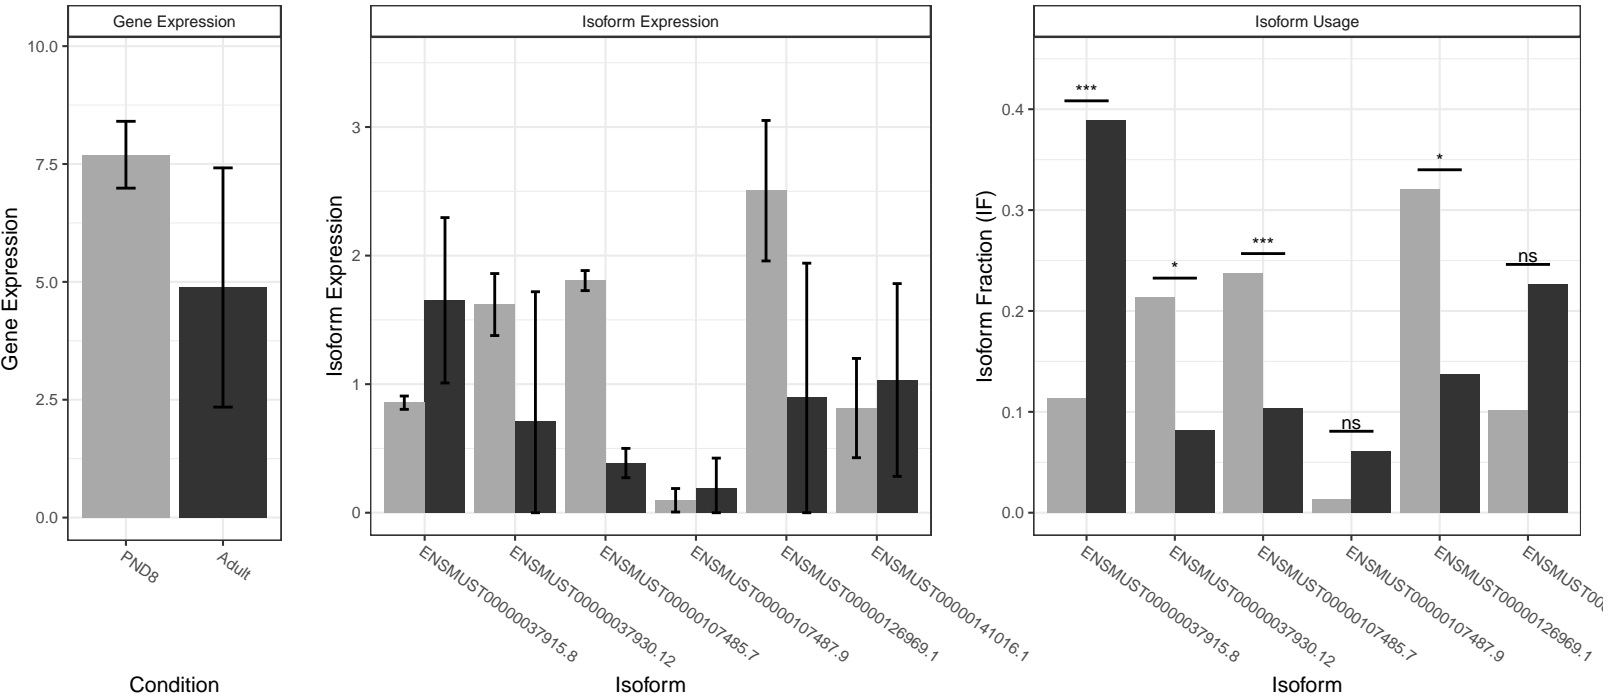 Gene Expression
Isoform Expression
Isoform Usage
Gene Expression
10.0
7.5
5.0
2.5
0.0
PND8
Adult
Condition
Isoform Expression
3
2
1
0
ENSMUST00000037915.8
ENSMUST00000037930.12
ENSMUST00000107485.7
ENSMUST00000107487.9
ENSMUST00000126969.1
ENSMUST00000141016.1
Isoform
Isoform Fraction (IF)
0.4
0.3
0.2
0.1
0.0
***
*
***
ns
*
ns
ENSMUST00000037915.8
ENSMUST00000037930.12
ENSMUST00000107485.7
ENSMUST00000107487.9
ENSMUST00000126969.1
Isoform